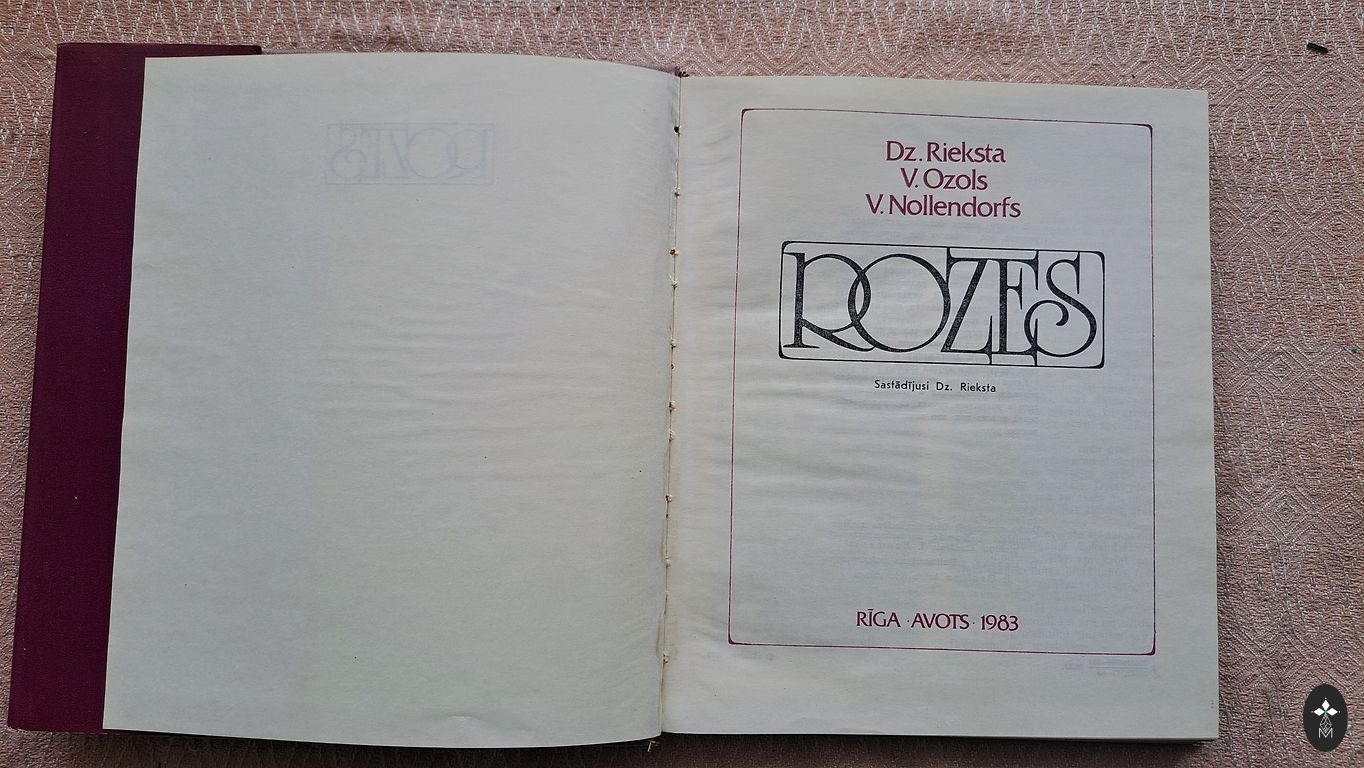 Dz. Rieksta
V. Ozols
V. Nollendorfs
ROZES
Sastādījusi Dz. Rieksta
RĪGA · AVOTS · 1983